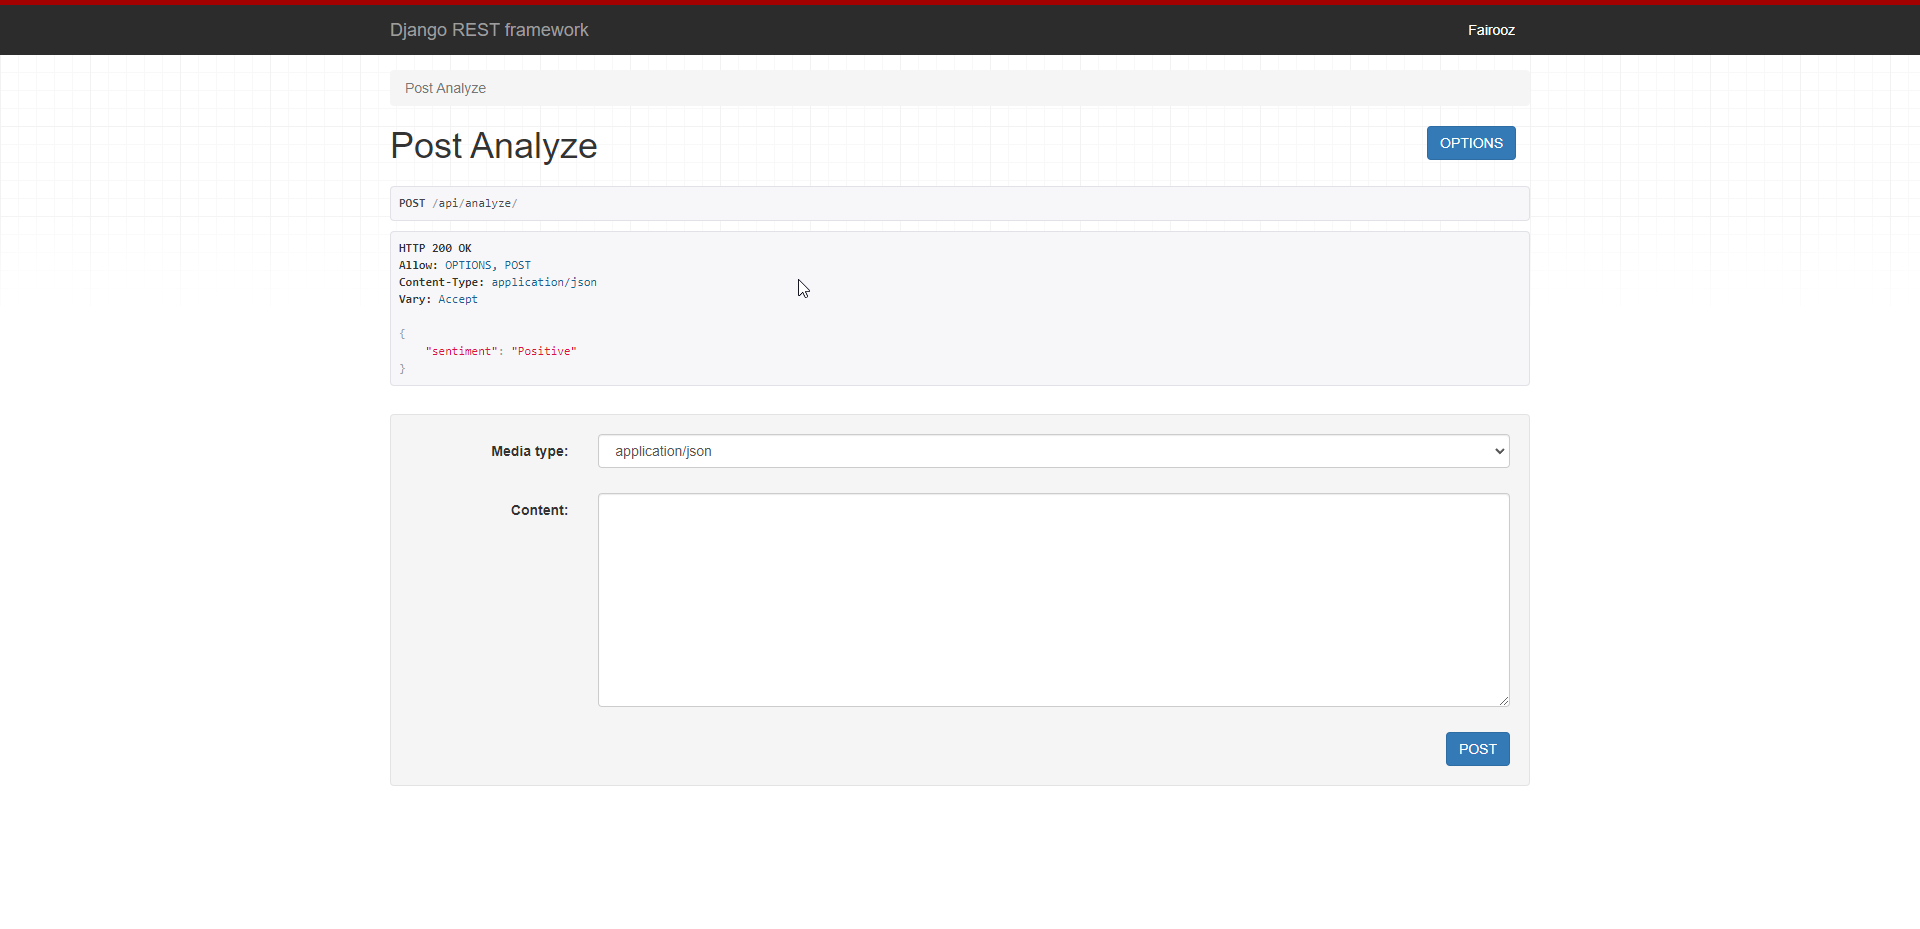 Django REST framework
Fairooz
Post Analyze
Post Analyze
OPTIONS
POST /api/analyze/
HTTP 200 OK
Allow: OPTIONS, POST
Content-Type: application/json
Vary: Accept
{
    "sentiment": "Positive"
}
Media type:
application/json
Content:
POST